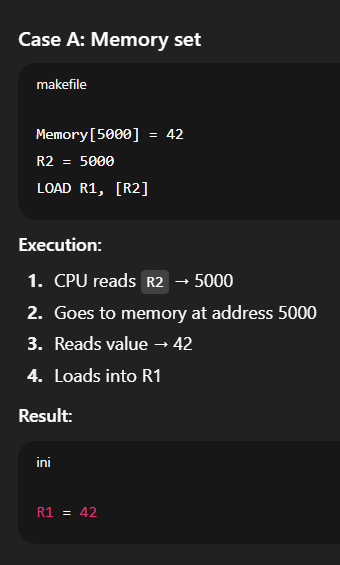 Case A: Memory set
makefile
Memory[5000] = 42
R2 = 5000
LOAD R1, [R2]
Execution:
1. CPU reads R2 → 5000
2. Goes to memory at address 5000
3. Reads value → 42
4. Loads into R1
Result:
ini
R1 = 42